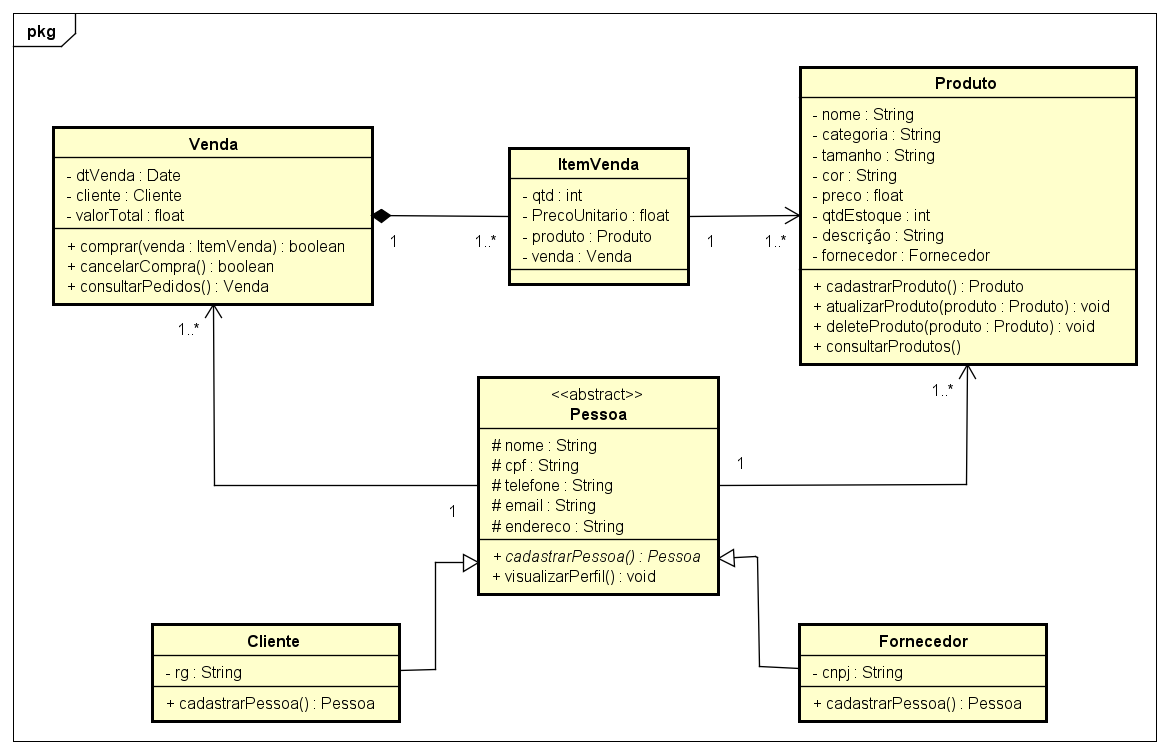 pkg
Venda
- dtVenda : Date
- cliente : Cliente
- valorTotal : float
+ comprar(venda : ItemVenda) : boolean
+ cancelarCompra() : boolean
+ consultarPedidos() : Venda
1
1..*
ItemVenda
- qtd : int
- PrecoUnitario : float
- produto : Produto
- venda : Venda
1
1..*
Produto
- nome : String
- categoria : String
- tamanho : String
- cor : String
- preco : float
- qtdEstoque : int
- descrição : String
- fornecedor : Fornecedor
+ cadastrarProduto() : Produto
+ atualizarProduto(produto : Produto) : void
+ deleteProduto(produto : Produto) : void
+ consultarProdutos()
1..*
1..*
<<abstract>>
Pessoa
# nome : String
# cpf : String
# telefone : String
# email : String
# endereco : String
+ cadastrarPessoa() : Pessoa
+ visualizarPerfil() : void
1
1
Cliente
- rg : String
+ cadastrarPessoa() : Pessoa
Fornecedor
- cnpj : String
+ cadastrarPessoa() : Pessoa